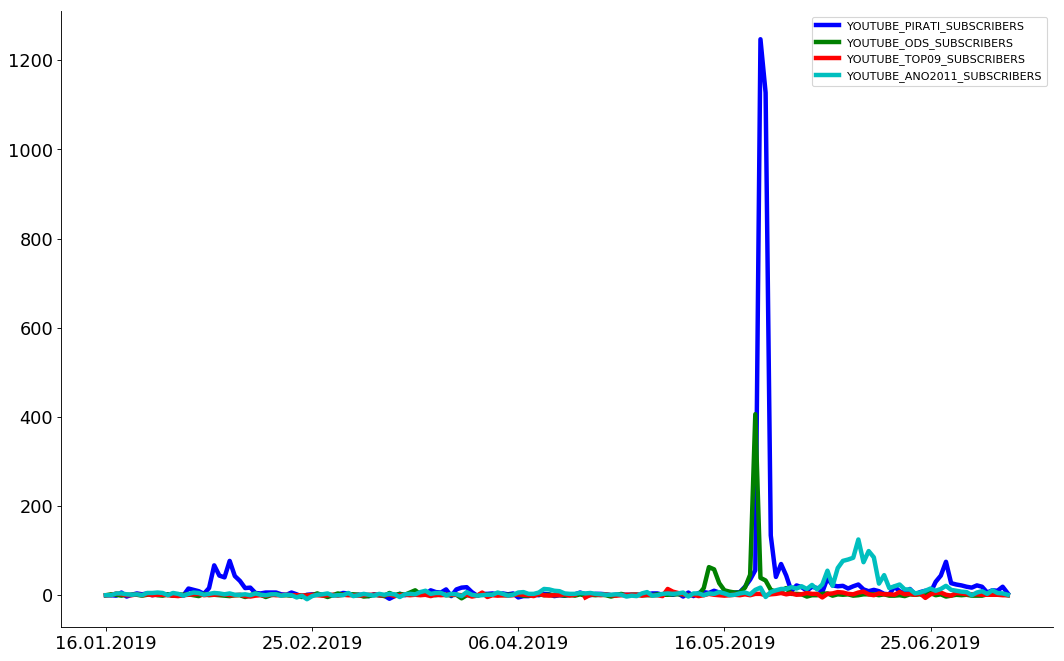 YOUTUBE_PIRATI_SUBSCRIBERS
YOUTUBE_ODS_SUBSCRIBERS
YOUTUBE_TOP09_SUBSCRIBERS
YOUTUBE_ANO2011_SUBSCRIBERS
1200
1000
800
600
400
200
0
16.01.2019 25.02.2019 06.04.2019 16.05.2019 25.06.2019